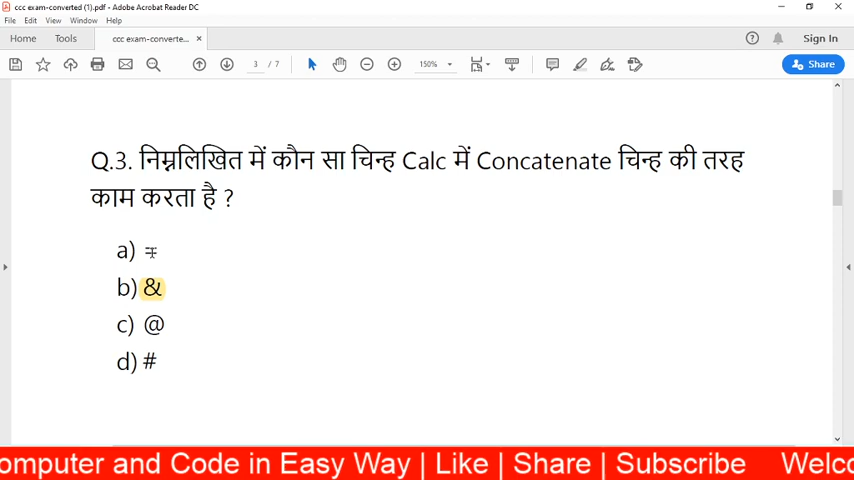 ccc exam-converted (1).pdf - Adobe Acrobat Reader DC
File Edit View Window Help
Home Tools ccc exam-converte... × Sign In
3 / 7 150% Share
Q.3. निम्नलिखित में कौन सा चिन्ह Calc में Concatenate चिन्ह की तरह
काम करता है ?
a) =
b) &
c) @
d) #
omputer and Code in Easy Way | Like | Share | Subscribe Welco